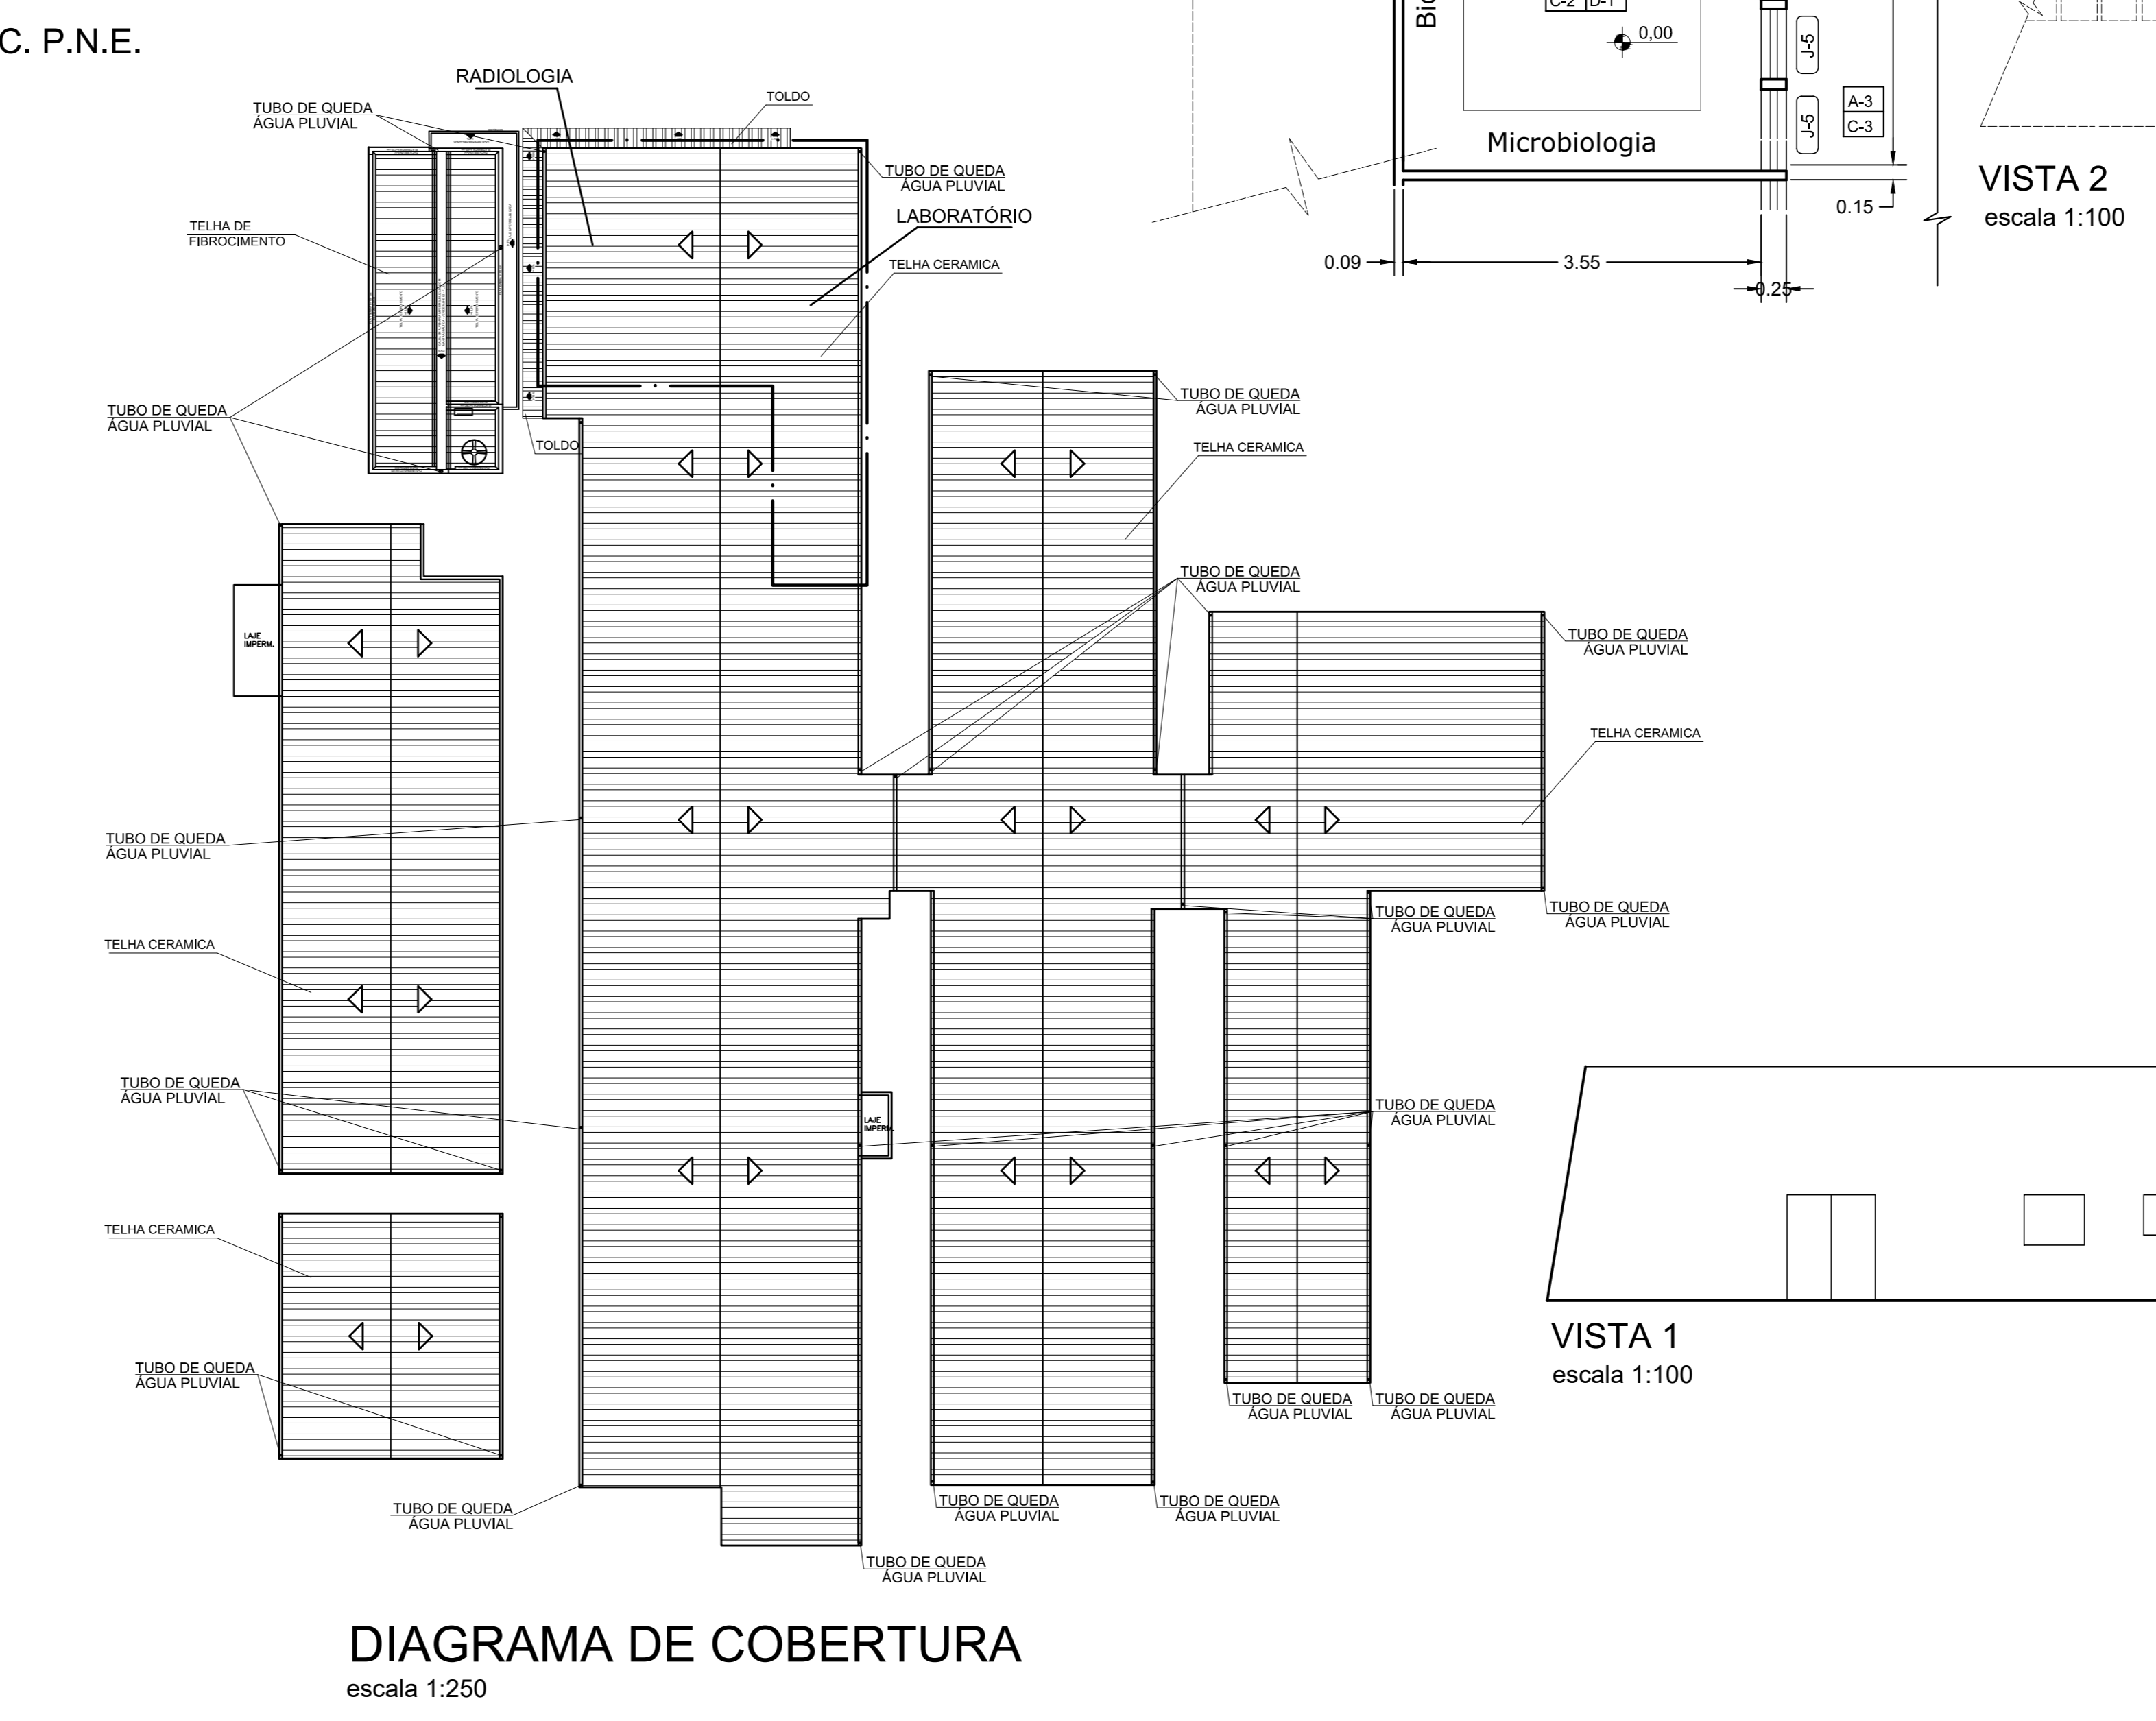 C. P.N.E.
RADIOLOGIA
TOLDO
TUBO DE QUEDA
ÁGUA PLUVIAL
TUBO DE QUEDA
ÁGUA PLUVIAL
LABORATÓRIO
TELHA DE
FIBROCIMENTO
TELHA CERAMICA
TUBO DE QUEDA
ÁGUA PLUVIAL
TOLDO
TUBO DE QUEDA
ÁGUA PLUVIAL
TELHA CERAMICA
TUBO DE QUEDA
ÁGUA PLUVIAL
LAJE
IMPERM.
TUBO DE QUEDA
ÁGUA PLUVIAL
TELHA CERAMICA
TUBO DE QUEDA
ÁGUA PLUVIAL
TELHA CERAMICA
TUBO DE QUEDA
ÁGUA PLUVIAL
TUBO DE QUEDA
ÁGUA PLUVIAL
TUBO DE QUEDA
ÁGUA PLUVIAL
LAJE
IMPERM.
TUBO DE QUEDA
ÁGUA PLUVIAL
TELHA CERAMICA
TUBO DE QUEDA
ÁGUA PLUVIAL
TUBO DE QUEDA
ÁGUA PLUVIAL
TUBO DE QUEDA
ÁGUA PLUVIAL
TUBO DE QUEDA
ÁGUA PLUVIAL
TUBO DE QUEDA
ÁGUA PLUVIAL
TUBO DE QUEDA
ÁGUA PLUVIAL
TUBO DE QUEDA
ÁGUA PLUVIAL
DIAGRAMA DE COBERTURA
escala 1:250
C-2 D-1
0,00
J-5
J-5
A-3
C-3
Microbiologia
0.15
0.09
3.55
0.25
VISTA 2
escala 1:100
VISTA 1
escala 1:100